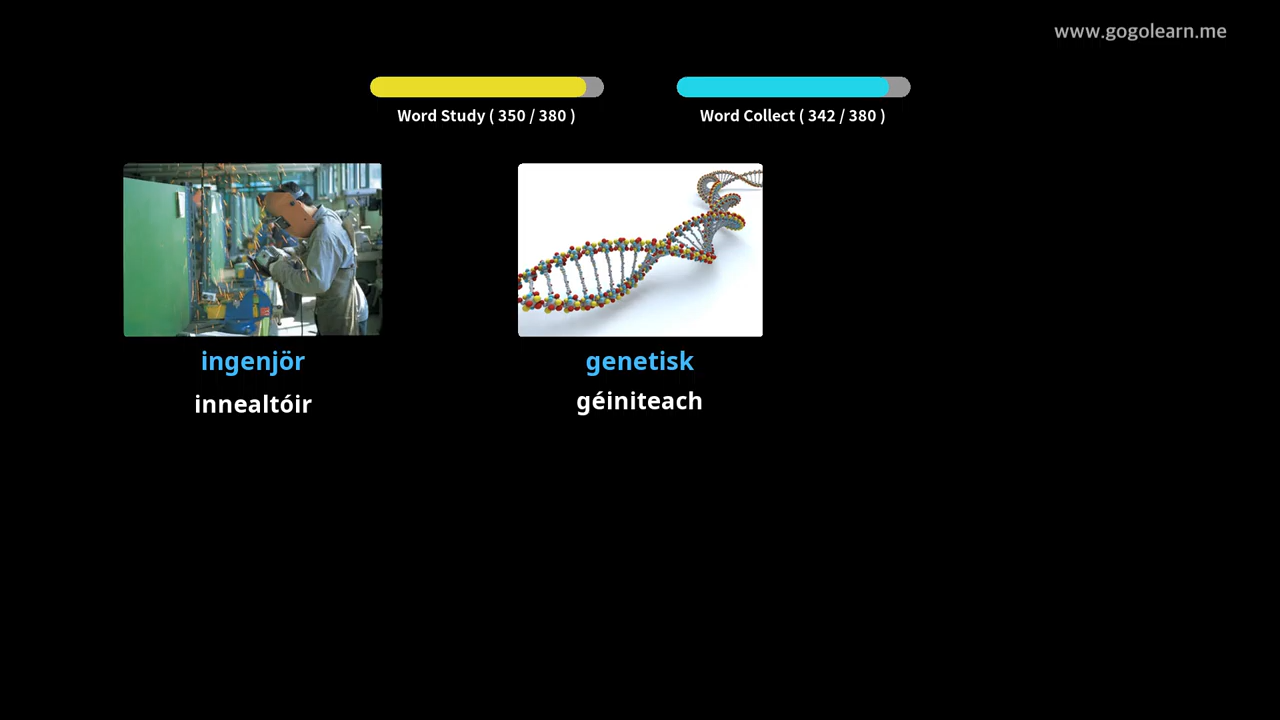 www.gogolearn.me
Word Study ( 350 / 380 )
Word Collect ( 342 / 380 )
ingenjör
genetisk
innealtóir
géiniteach